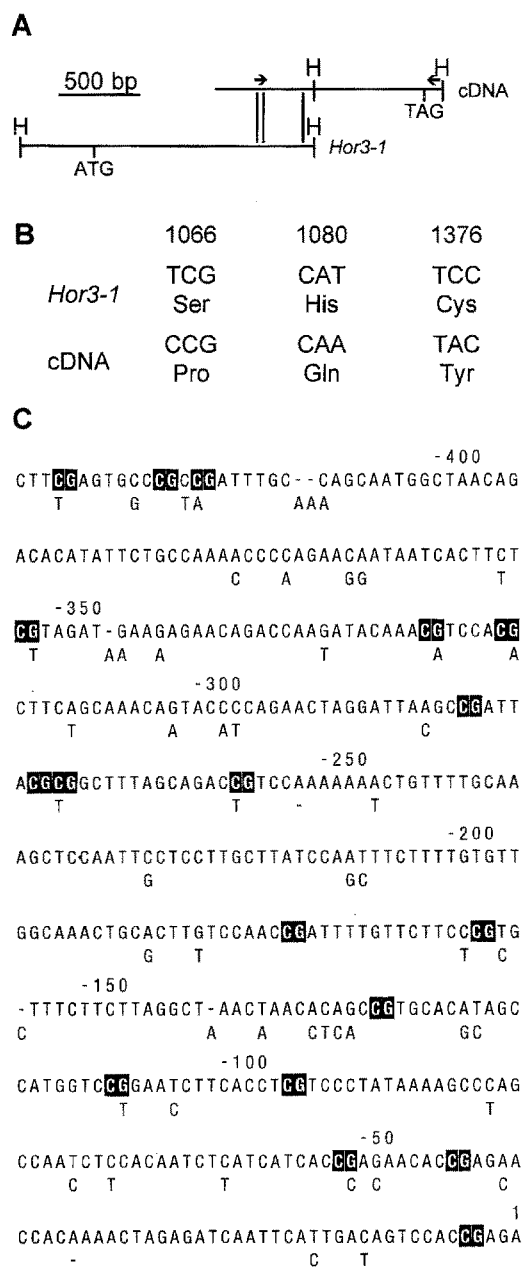 A
500 bp
H
H
cDNA
TAG
H
H
Hor3-1
ATG
B
1066 1080 1376
Hor3-1 TCG CAT TCC
Ser His Cys
cDNA CCG CAA TAC
Pro Gln Tyr
C
-400
CTTCGAGTGCCCGCCGATTTGC--CAGCAATGGCTAACAG
T G TA AAA
ACACATATTCTGCCAAAACCCCAGAACAATAATCACTTCT
C A GG T
-350
CGTAGAT-GAAGAGAACAGACCAAGATACAAACGTCCACG
T AA A T A A
-300
CTTCAGCAAACAGTACCCCAGAACTAGGATTAAGCCGATT
T A AT C
-250
ACGCGGCTTTAGCAGACCGTCCAAAAAAACTGTTTTGCAA
T T - T
-200
AGCTCCAATTCCTCCTTGCTTATCCAATTTCTTTTGTGTT
G GC
GGCAAACTGCACTTGTCCAACCGATTTTGTTCTTCCCGTG
G T T C
-150
-TTTCTTCTTAGGCT-AACTAACACAGCCGTGCACATAGC
C A A CTCA GC
-100
CATGGTCCGGAATCTTCACCTCGTCCCTATAAAAGCCCAG
T C T
-50
CCAATCTCCACAATCTCATCATCACCGAGAACACCGAGAA
C T T C C C
1
CCACAAAACTAGAGATCAATTCATTGACAGTCCACCGAGA
- C T